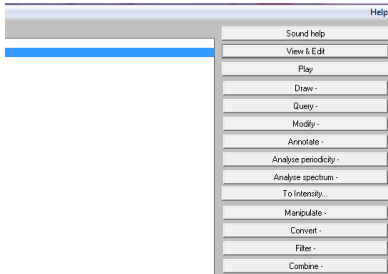 Help
Sound help
View & Edit
Play
Draw -
Query -
Modify -
Annotate -
Analyse periodicity -
Analyse spectrum -
To Intensity...
Manipulate -
Convert -
Filter -
Combine -